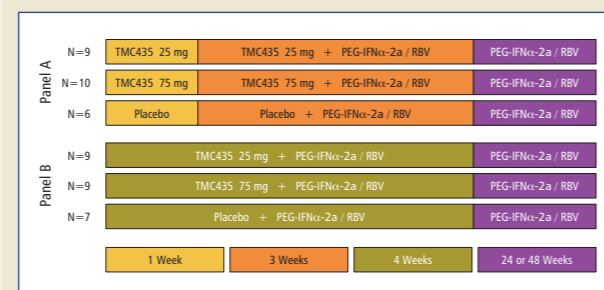 Panel A
N=9 TMC435 25 mg TMC435 25 mg + PEG-IFNα-2a / RBV PEG-IFNα-2a / RBV
N=10 TMC435 75 mg TMC435 75 mg + PEG-IFNα-2a / RBV PEG-IFNα-2a / RBV
N=6 Placebo Placebo + PEG-IFNα-2a / RBV PEG-IFNα-2a / RBV
Panel B
N=9 TMC435 25 mg + PEG-IFNα-2a / RBV PEG-IFNα-2a / RBV
N=9 TMC435 75 mg + PEG-IFNα-2a / RBV PEG-IFNα-2a / RBV
N=7 Placebo + PEG-IFNα-2a / RBV PEG-IFNα-2a / RBV
1 Week 3 Weeks 4 Weeks 24 or 48 Weeks